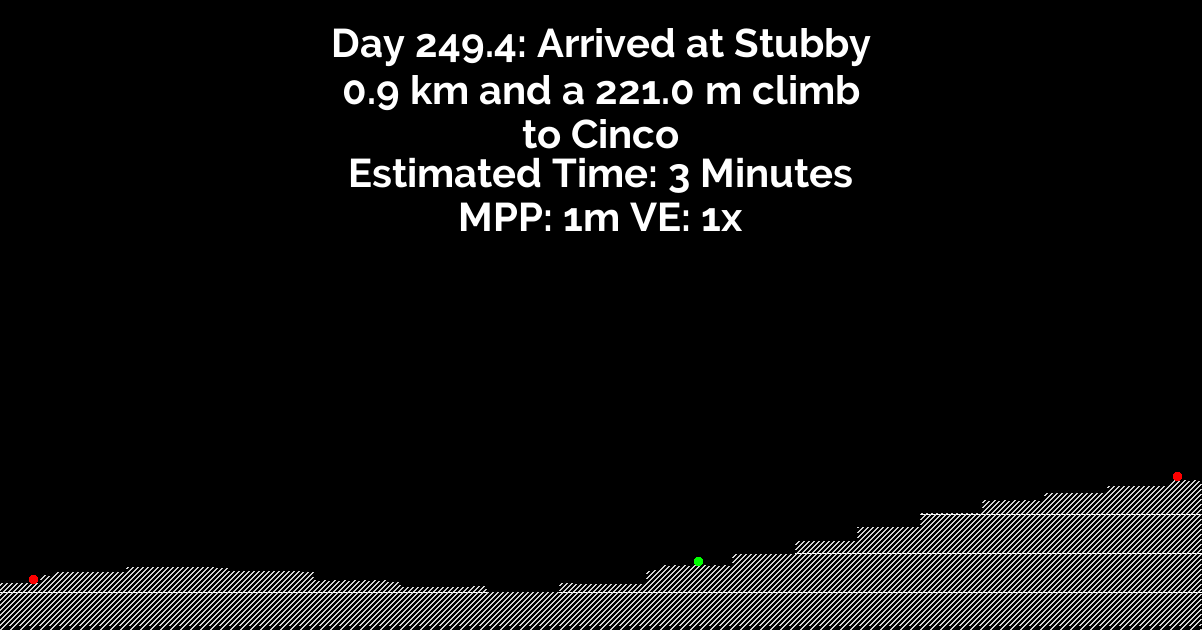 Day 249.4: Arrived at Stubby
0.9 km and a 221.0 m climb
to Cinco
Estimated Time: 3 Minutes
MPP: 1m VE: 1x